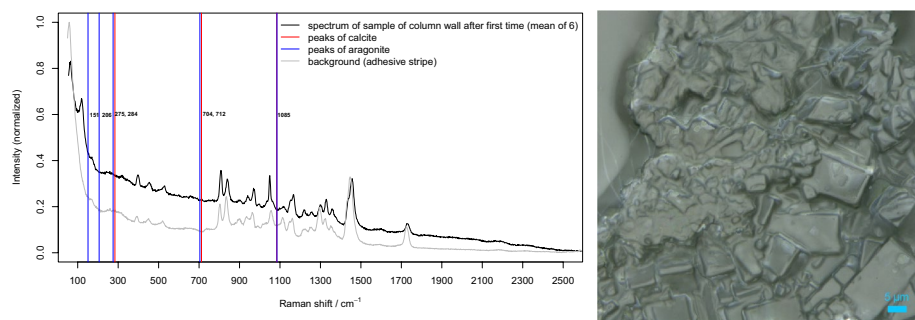 spectrum of sample of column wall after first time (mean of 6)
peaks of calcite
peaks of aragonite
background (adhesive stripe)
Intensity (normalized)
1.0
0.8
0.6
0.4
0.2
0.0
151 206 275, 284 704, 712 1085
100 300 500 700 900 1100 1300 1500 1700 1900 2100 2300 2500
Raman shift / cm⁻¹
5 µm